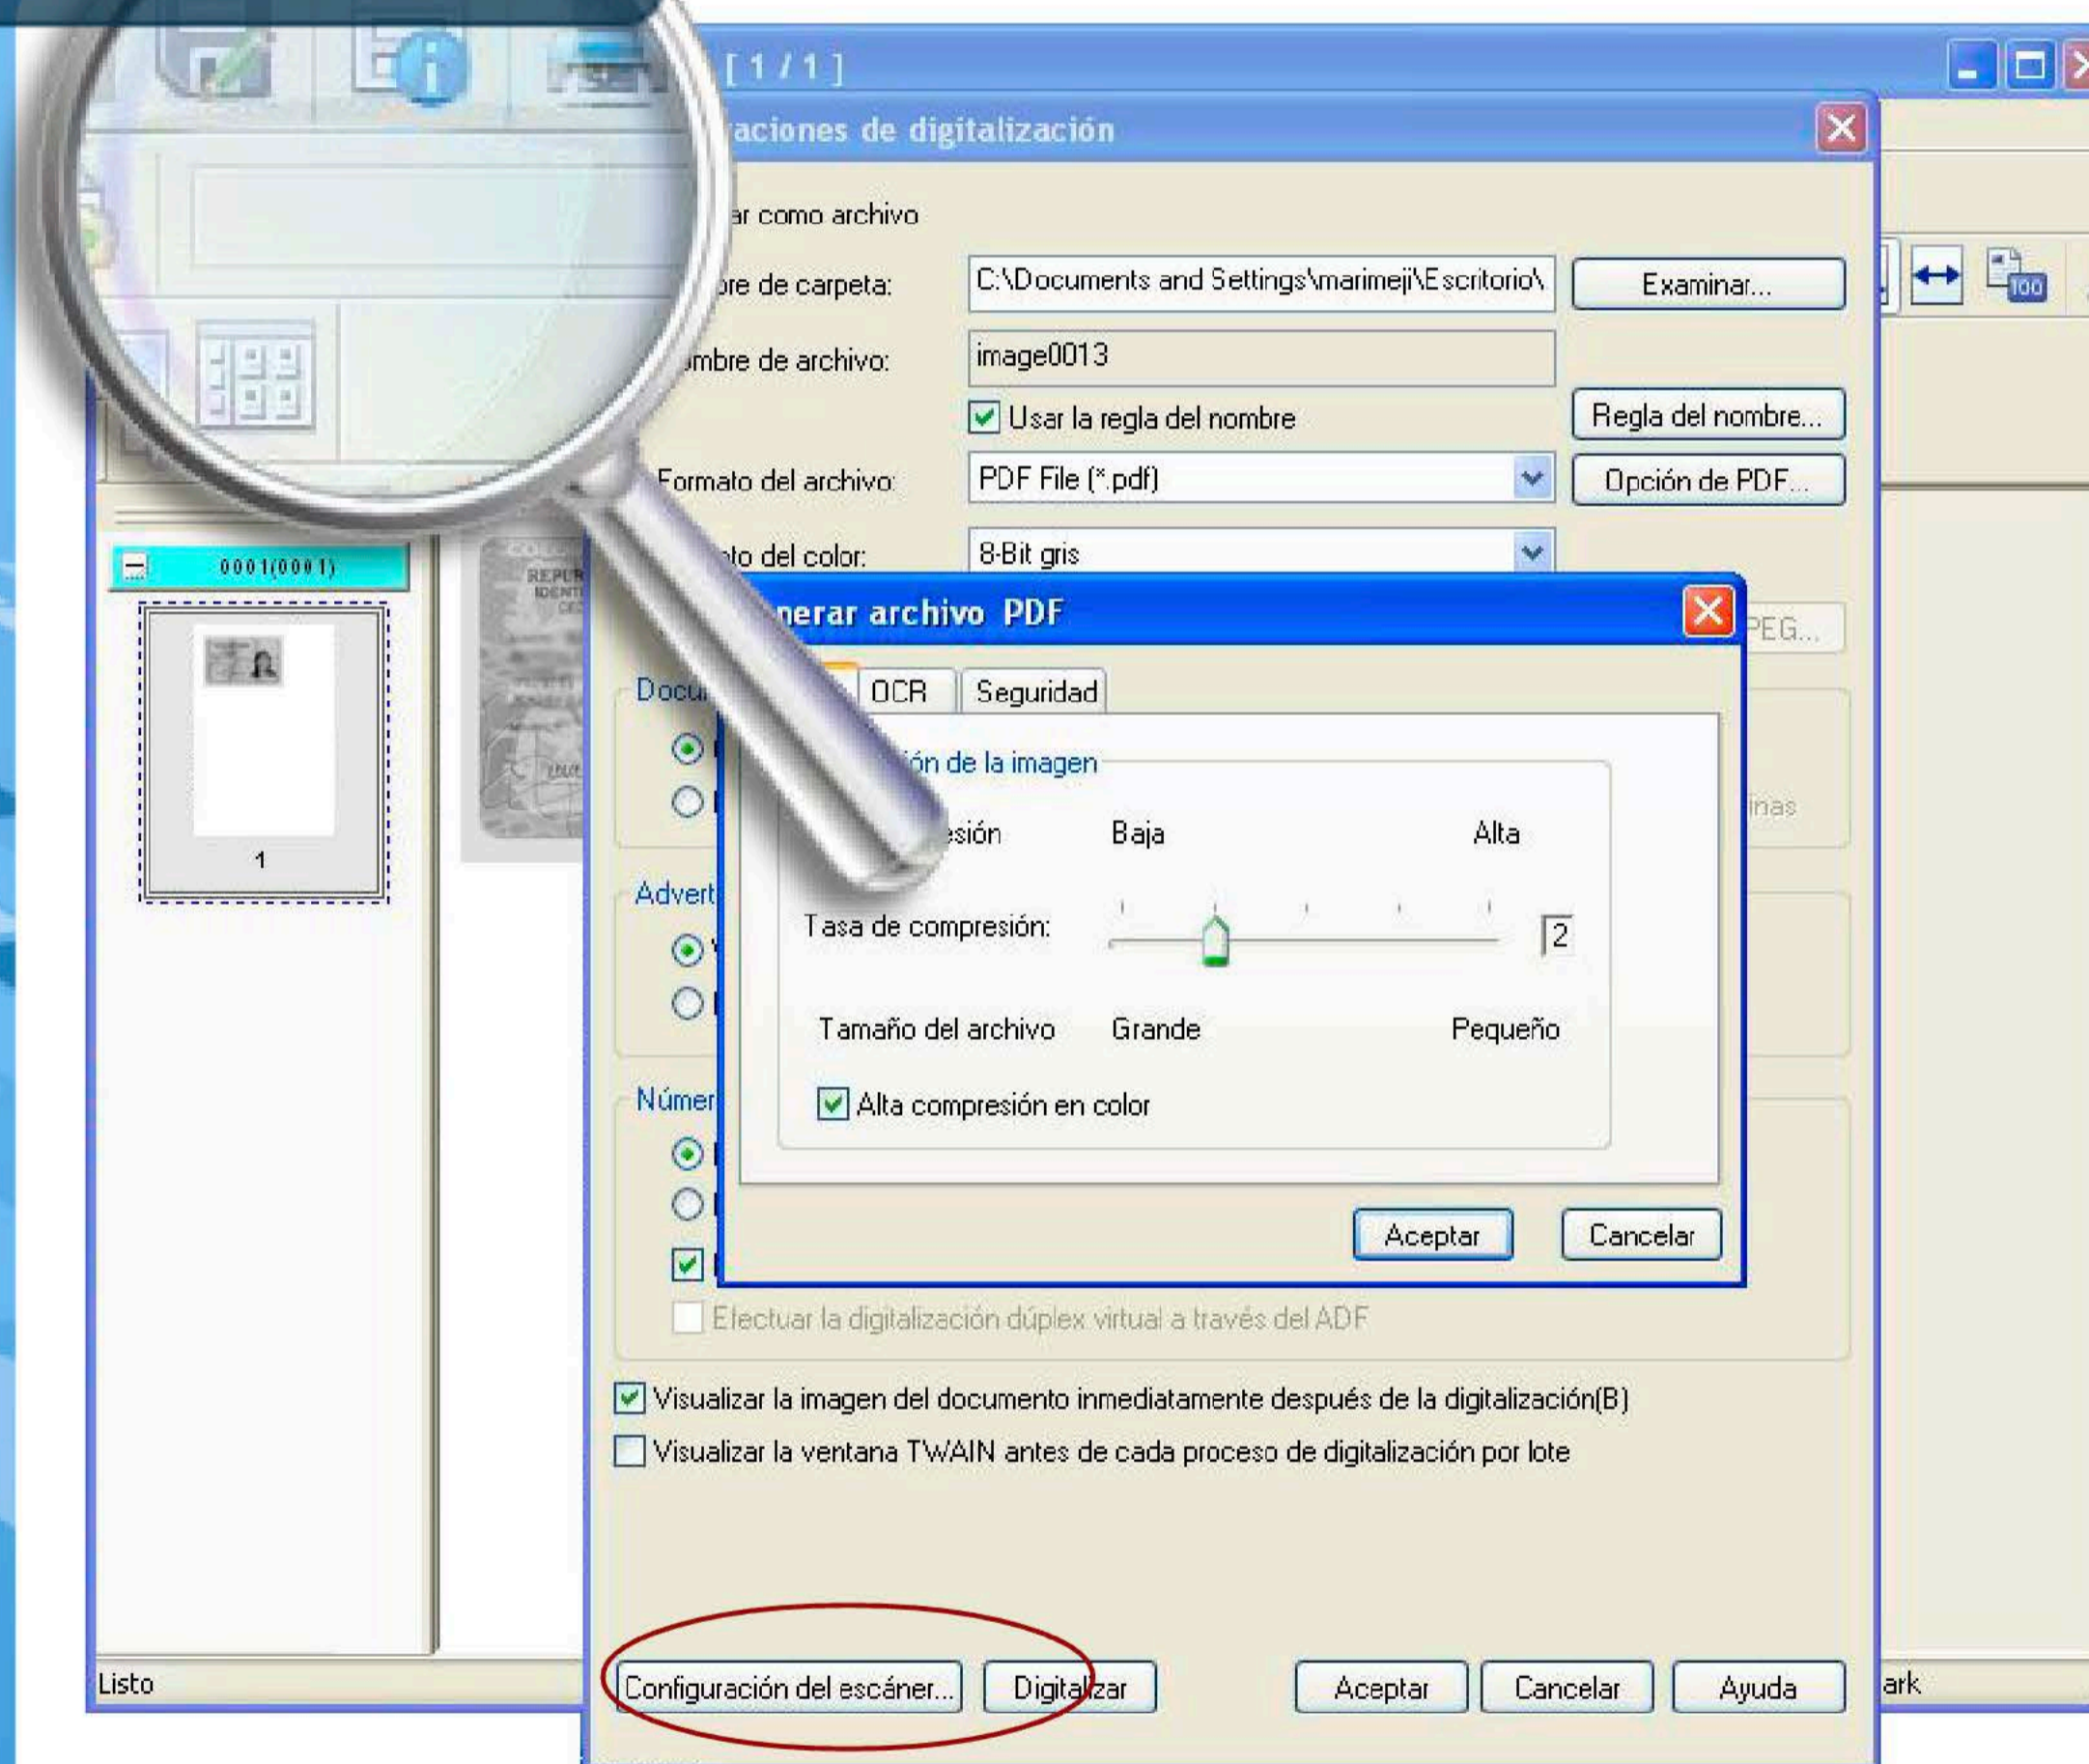 [ 1 / 1 ]
aciones de digitalización
ar como archivo
bre de carpeta:
C:\Documents and Settings\marimeji\Escritorio\
Examinar...
mbre de archivo:
image0013
Usar la regla del nombre
Regla del nombre...
Formato del archivo:
PDF File (*.pdf)
Opción de PDF...
to del color:
8-Bit gris
0001(0001)
1
nerar archivo PDF
PEG...
Docu
OCR
Seguridad
ón de la imagen
esión
Baja
Alta
inas
Advert
Tasa de compresión:
2
Tamaño del archivo
Grande
Pequeño
Númer
Alta compresión en color
Aceptar
Cancelar
Efectuar la digitalización dúplex virtual a través del ADF
Visualizar la imagen del documento inmediatamente después de la digitalización(B)
Visualizar la ventana TWAIN antes de cada proceso de digitalización por lote
Listo
Configuración del escáner...
Digitalizar
Aceptar
Cancelar
Ayuda
ark
100